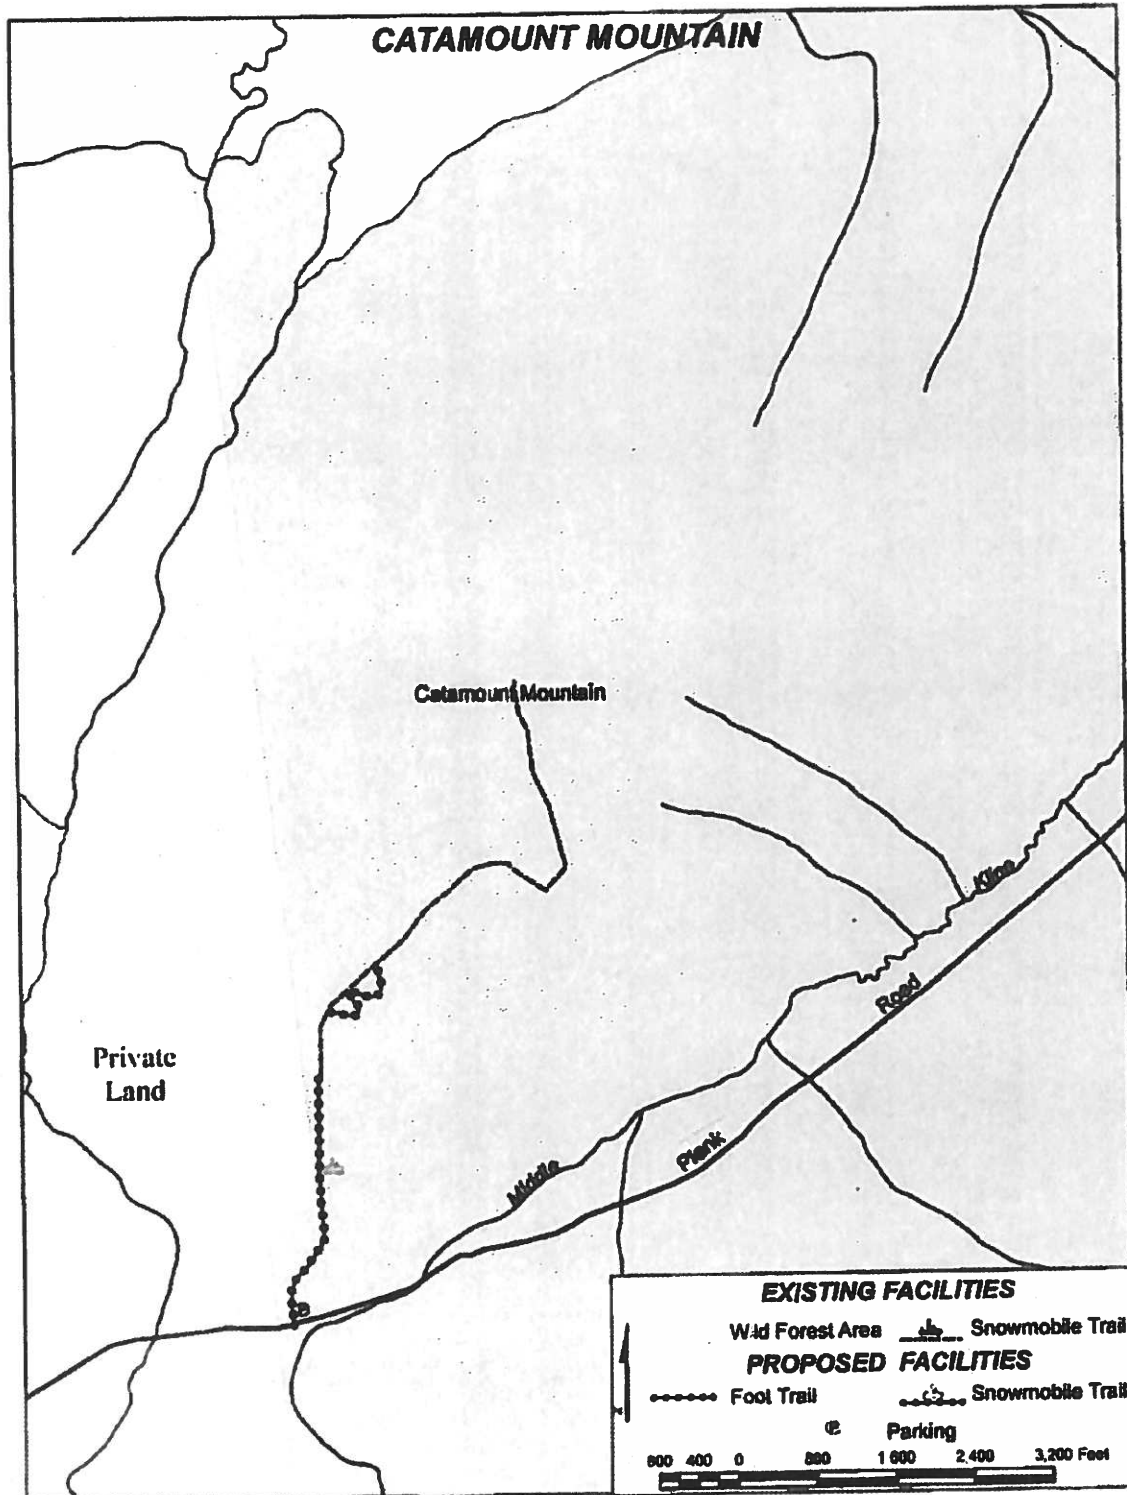 CATAMOUNT MOUNTAIN
Catamount Mountain
Kline
Road
Private
Land
Plank
Middle
P
EXISTING FACILITIES
Wild Forest Area
Snowmobile Trail
PROPOSED FACILITIES
Foot Trail
Snowmobile Trail
P
Parking
800 400 0 800 1 600 2,400 3,200 Feet